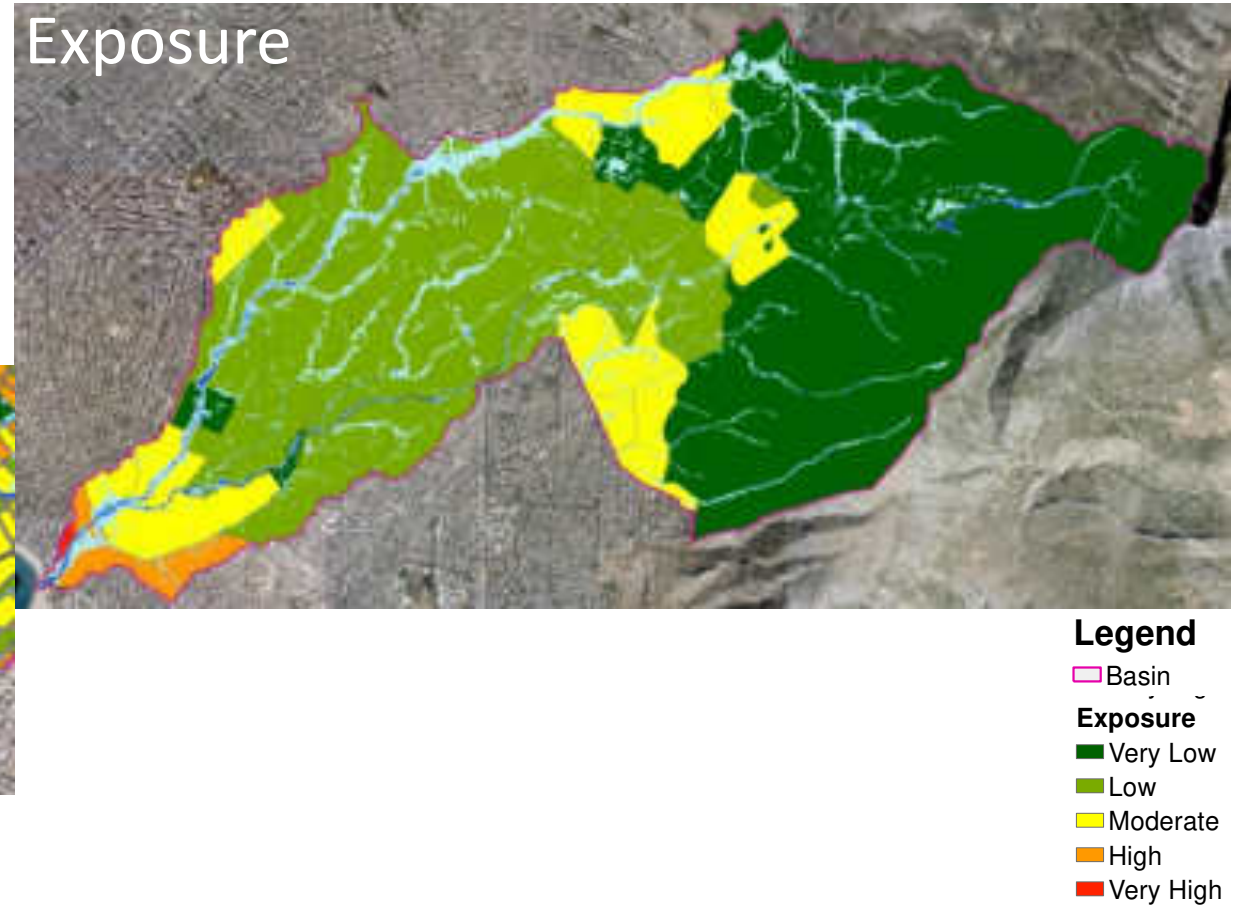 Exposure
Legend
Basin
Exposure
Very Low
Low
Moderate
High
Very High